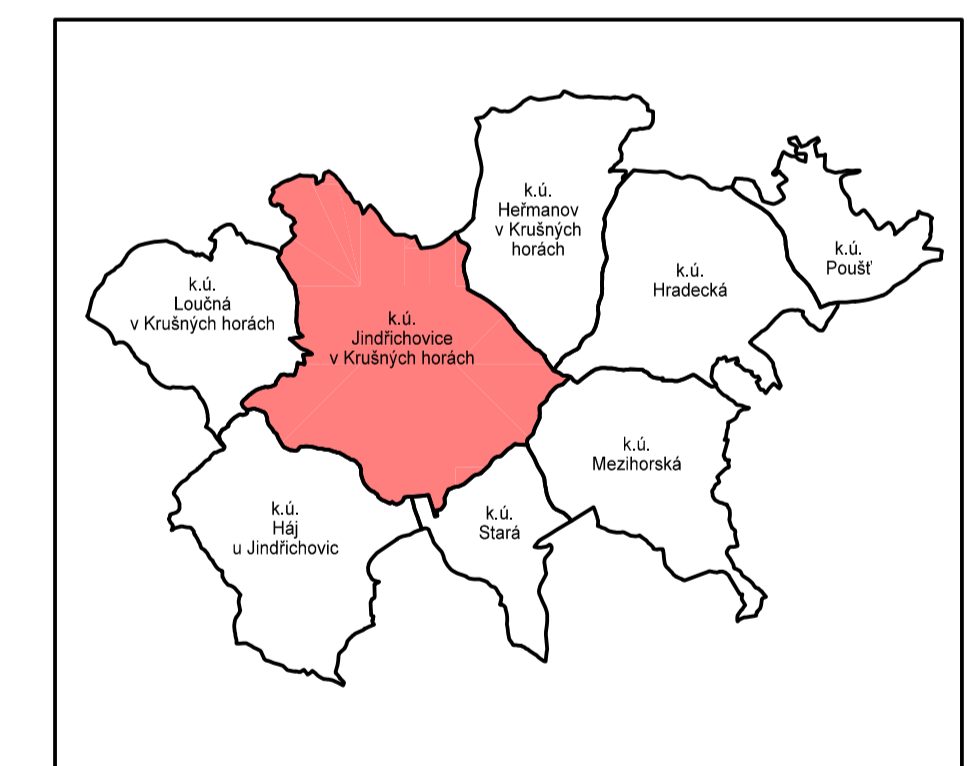 k.ú.
Heřmanov
v Krušných
horách
k.ú.
Poušť
k.ú.
Hradecká
k.ú.
Loučná
v Krušných horách
k.ú.
Jindřichovice
v Krušných horách
k.ú.
Mezihorská
k.ú.
Háj
u Jindřichovic
k.ú.
Stará